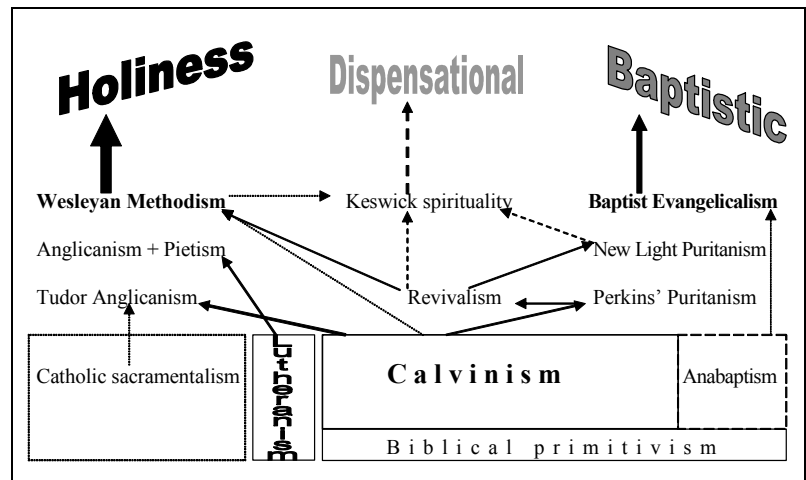 Holiness
Dispensational
Baptistic
Wesleyan Methodism
Keswick spirituality
Baptist Evangelicalism
Anglicanism + Pietism
New Light Puritanism
Tudor Anglicanism
Revivalism
Perkins' Puritanism
Catholic sacramentalism
Lutheranism
Calvinism
Anabaptism
Biblical primitivism